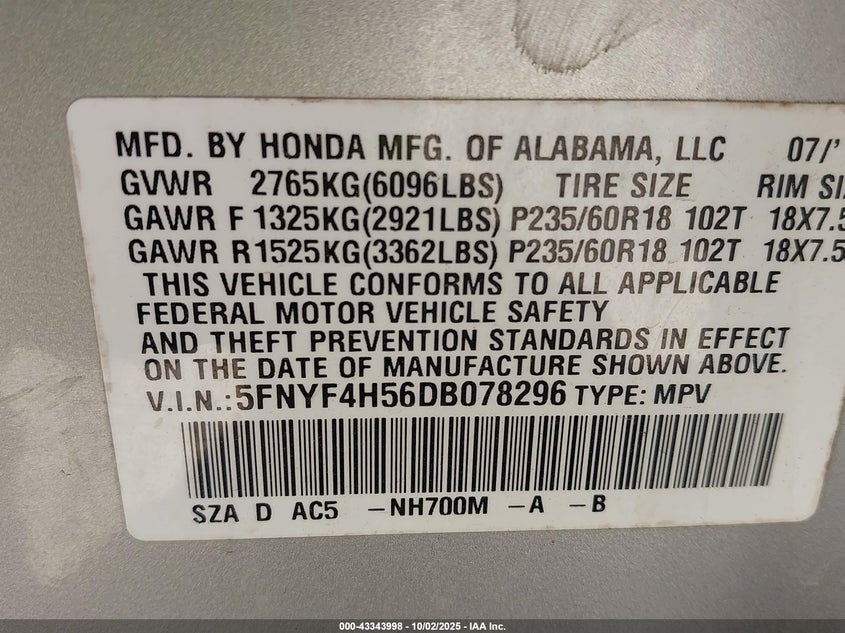 MFD. BY HONDA MFG. OF ALABAMA, LLC 07/'
GVWR 2765KG(6096LBS) TIRE SIZE RIM SI
GAWR F 1325KG(2921LBS) P235/60R18 102T 18X7.5
GAWR R1525KG(3362LBS) P235/60R18 102T 18X7.5
THIS VEHICLE CONFORMS TO ALL APPLICABLE
FEDERAL MOTOR VEHICLE SAFETY
AND THEFT PREVENTION STANDARDS IN EFFECT
ON THE DATE OF MANUFACTURE SHOWN ABOVE.
V.I.N.:5FNYF4H56DB078296 TYPE: MPV
SZA D AC5 -NH700M -A -B
000-43343998 - 10/02/2025 - IAA Inc.